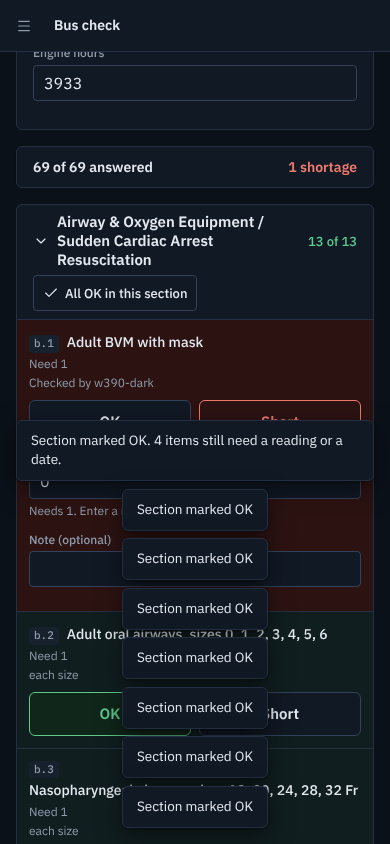 Bus check
Engine hours
3933
69 of 69 answered
1 shortage
Airway & Oxygen Equipment /
Sudden Cardiac Arrest
Resuscitation
13 of 13
All OK in this section
b.1 Adult BVM with mask
Need 1
Checked by w390-dark
OK
Short
Section marked OK. 4 items still need a reading or a
date.
0
Needs 1. Enter a
Section marked OK
Note (optional)
Section marked OK
Section marked OK
b.2 Adult oral airways, sizes 0, 1, 2, 3, 4, 5, 6
Need 1
Section marked OK
each size
OK
Section marked OK
Short
Section marked OK
b.3
24, 28, 32 Fr
Need 1
Section marked OK
each size